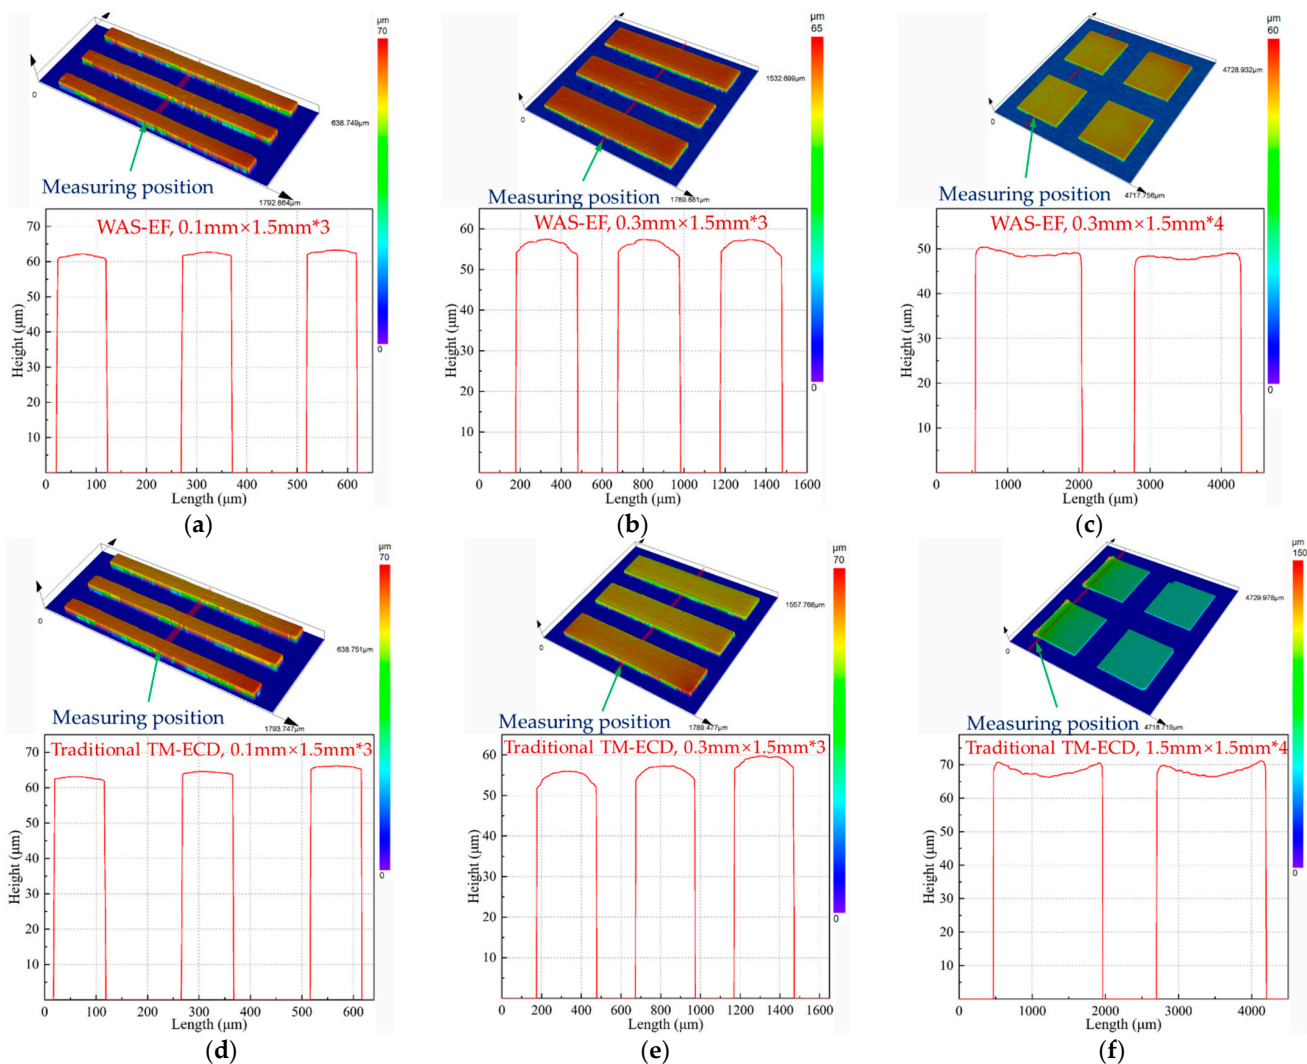 µm
70
0
638.749µm
1792.864µm
0
Measuring position
WAS-EF, 0.1mm×1.5mm*3
70
60
50
40
30
20
10
Height (µm)
0 100 200 300 400 500 600
Length (µm)
(a)
65
0
1532.699µm
1789.881µm
0
Measuring position
WAS-EF, 0.3mm×1.5mm*3
60
50
40
30
20
10
Height (µm)
0 200 400 600 800 1000 1200 1400 1600
Length (µm)
(b)
µm
60
0
4728.932µm
4717.756µm
0
Measuring position
WAS-EF, 0.3mm×1.5mm*4
50
40
30
20
10
Height (µm)
0 1000 2000 3000 4000
Length (µm)
(c)
µm
70
0
638.751µm
1793.747µm
0
Measuring position
Traditional TM-ECD, 0.1mm×1.5mm*3
70
60
50
40
30
20
10
Height (µm)
0 100 200 300 400 500 600
Length (µm)
(d)
µm
70
0
1557.766µm
1789.477µm
0
Measuring position
Traditional TM-ECD, 0.3mm×1.5mm*3
60
50
40
30
20
10
Height (µm)
0 200 400 600 800 1000 1200 1400 1600
Length (µm)
(e)
µm
150
0
4729.978µm
4718.719µm
0
Measuring position
Traditional TM-ECD, 1.5mm×1.5mm*4
70
60
50
40
30
20
10
Height (µm)
0 1000 2000 3000 4000
Length (µm)
(f)